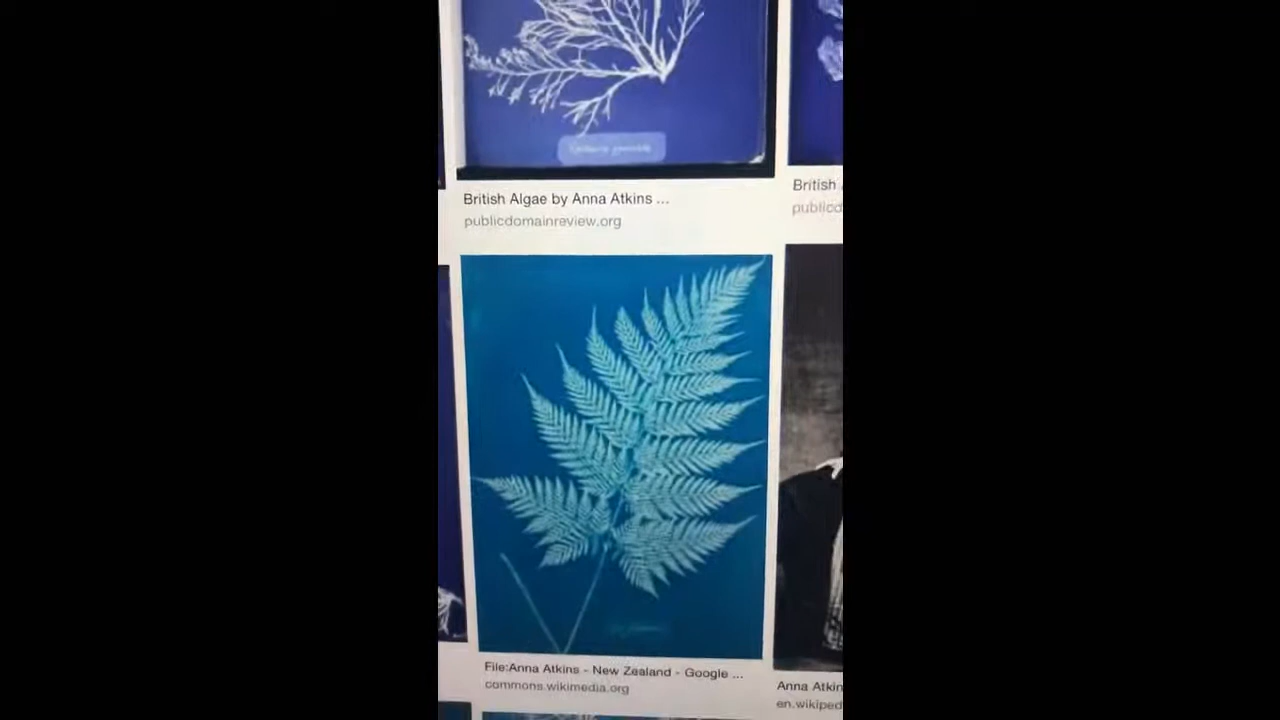 British Algae by Anna Atkins ...
publicdomainreview.org
British
publicd
File:Anna Atkins - New Zealand - Google ...
commons.wikimedia.org
Anna Atkin
en.wikiped